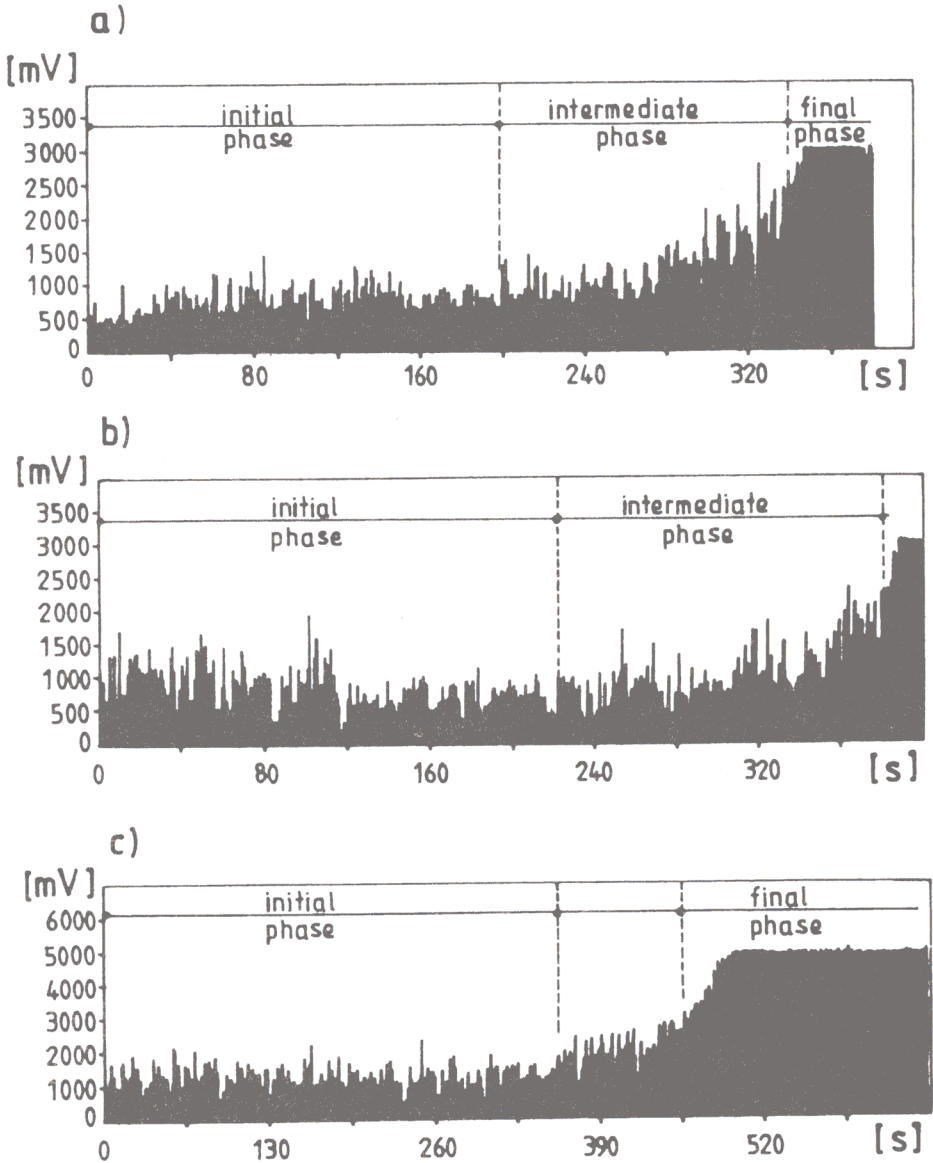 a)
[mV]
initial phase
intermediate phase
final phase
3500
3000
2500
2000
1500
1000
500
0
0 80 160 240 320 [s]
b)
[mV]
initial phase
intermediate phase
3500
3000
2500
2000
1500
1000
500
0
0 80 160 240 320 [s]
c)
[mV]
initial phase
final phase
6000
5000
4000
3000
2000
1000
0
0 130 260 390 520 [s]